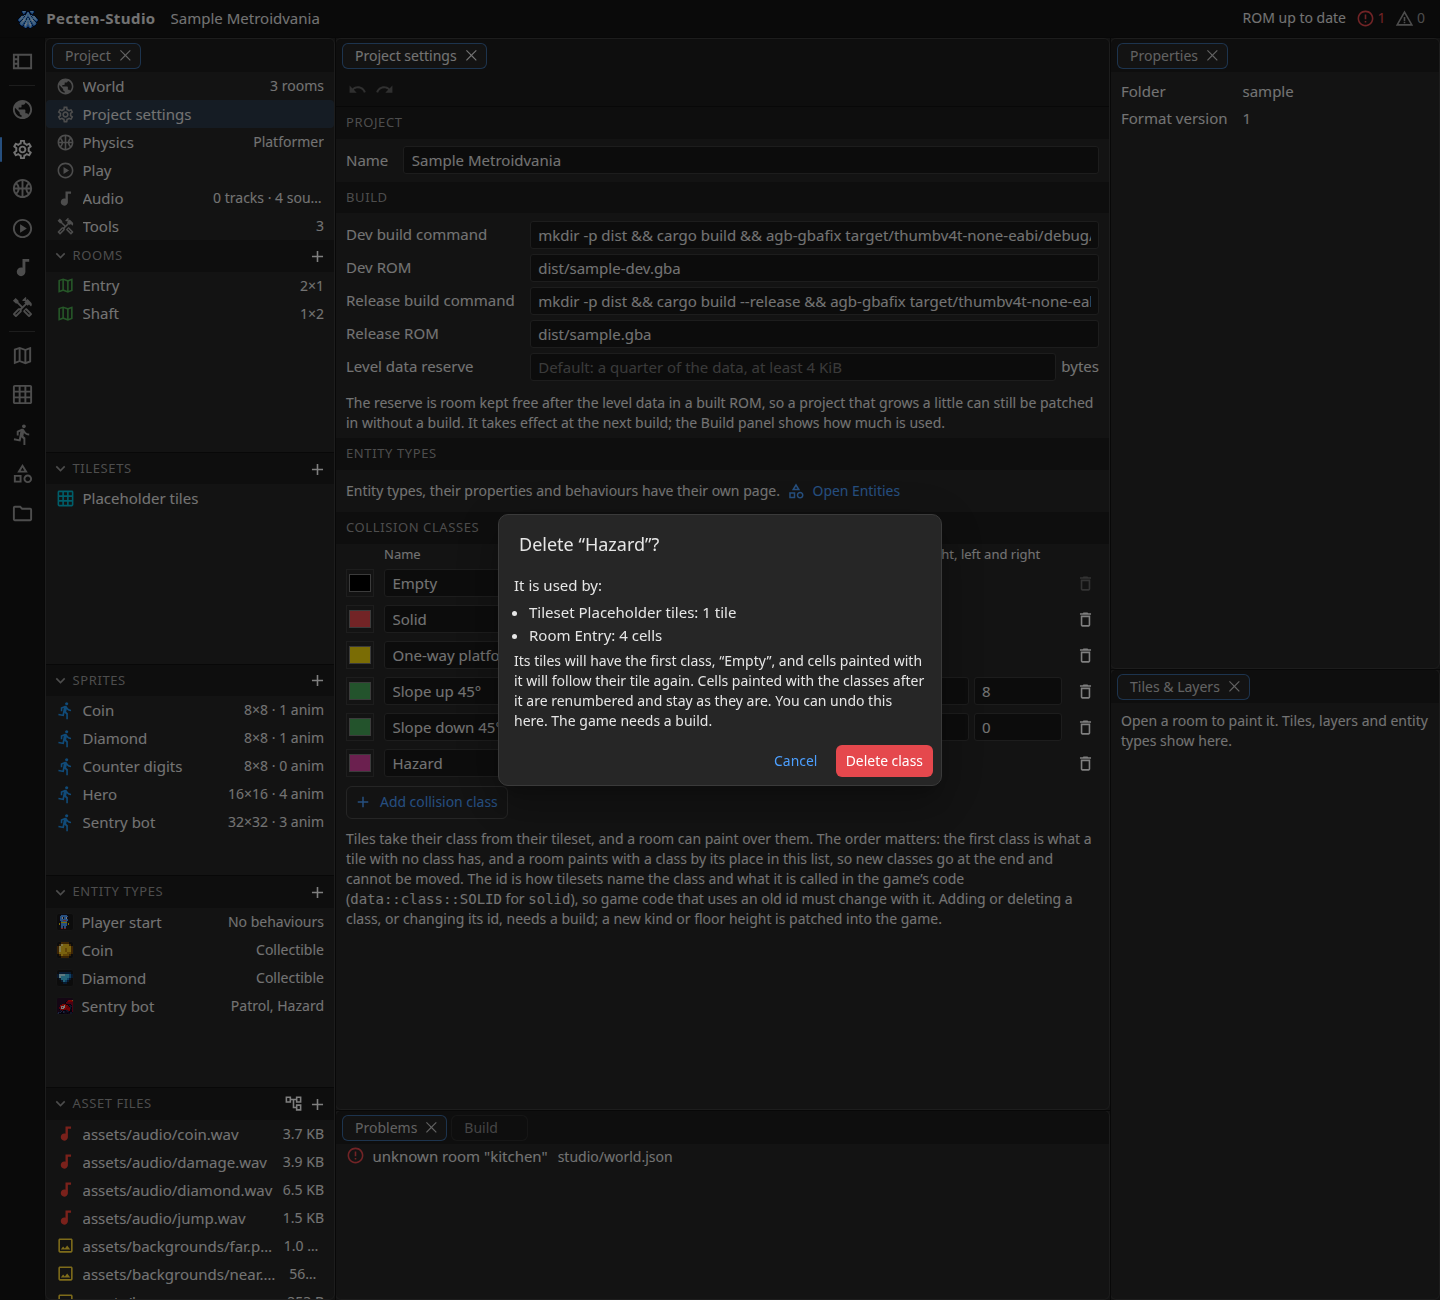 Pecten-Studio Sample Metroidvania ROM up to date 1 0
Project
World 3 rooms
Project settings
Physics Platformer
Play
Audio 0 tracks · 4 sou...
Tools 3
ROOMS
Entry 2×1
Shaft 1×2
TILESETS
Placeholder tiles
SPRITES
Coin 8×8 · 1 anim
Diamond 8×8 · 1 anim
Counter digits 8×8 · 0 anim
Hero 16×16 · 4 anim
Sentry bot 32×32 · 3 anim
ENTITY TYPES
Player start No behaviours
Coin Collectible
Diamond Collectible
Sentry bot Patrol, Hazard
ASSET FILES
assets/audio/coin.wav 3.7 KB
assets/audio/damage.wav 3.9 KB
assets/audio/diamond.wav 6.5 KB
assets/audio/jump.wav 1.5 KB
assets/backgrounds/far.p... 1.0 ...
assets/backgrounds/near.... 56...
Project settings
PROJECT
Name Sample Metroidvania
BUILD
Dev build command mkdir -p dist && cargo build && agb-gbafix target/thumbv4t-none-eabi/debug/
Dev ROM dist/sample-dev.gba
Release build command mkdir -p dist && cargo build --release && agb-gbafix target/thumbv4t-none-eal
Release ROM dist/sample.gba
Level data reserve Default: a quarter of the data, at least 4 KiB bytes
The reserve is room kept free after the level data in a built ROM, so a project that grows a little can still be patched
in without a build. It takes effect at the next build; the Build panel shows how much is used.
ENTITY TYPES
Entity types, their properties and behaviours have their own page. Open Entities
COLLISION CLASSES
Name ht, left and right
Empty
Solid
One-way platfo
Slope up 45° 8
Slope down 45° 0
Hazard
Delete “Hazard”?
It is used by:
• Tileset Placeholder tiles: 1 tile
• Room Entry: 4 cells
Its tiles will have the first class, “Empty”, and cells painted with
it will follow their tile again. Cells painted with the classes after
it are renumbered and stay as they are. You can undo this
here. The game needs a build.
Cancel Delete class
Add collision class
Tiles take their class from their tileset, and a room can paint over them. The order matters: the first class is what a
tile with no class has, and a room paints with a class by its place in this list, so new classes go at the end and
cannot be moved. The id is how tilesets name the class and what it is called in the game’s code
(data::class::SOLID for solid), so game code that uses an old id must change with it. Adding or deleting a
class, or changing its id, needs a build; a new kind or floor height is patched into the game.
Problems Build
unknown room "kitchen" studio/world.json
Properties
Folder sample
Format version 1
Tiles & Layers
Open a room to paint it. Tiles, layers and entity
types show here.